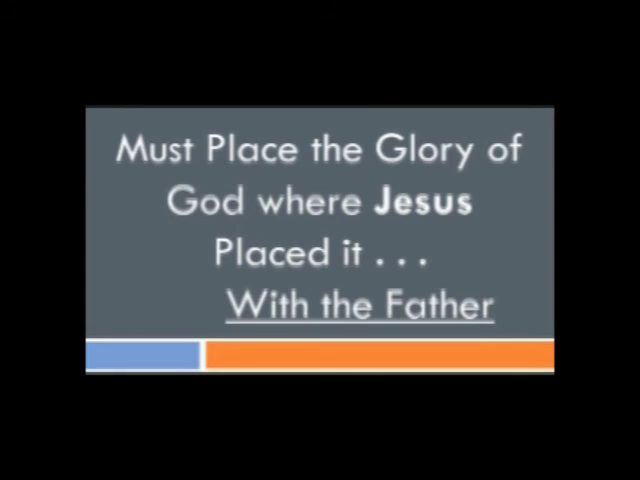 Must Place the Glory of
God where Jesus
Placed it . . .
With the Father